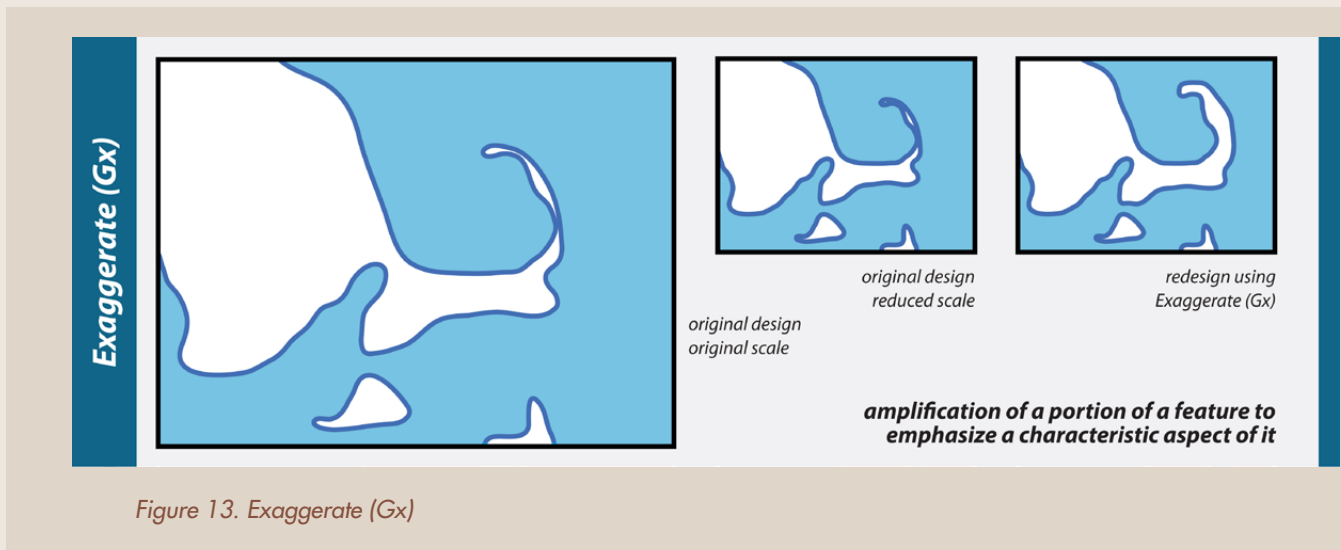 Exaggerate (Gx)
original design
original scale
original design
reduced scale
redesign using
Exaggerate (Gx)
amplification of a portion of a feature to
emphasize a characteristic aspect of it
Figure 13. Exaggerate (Gx)